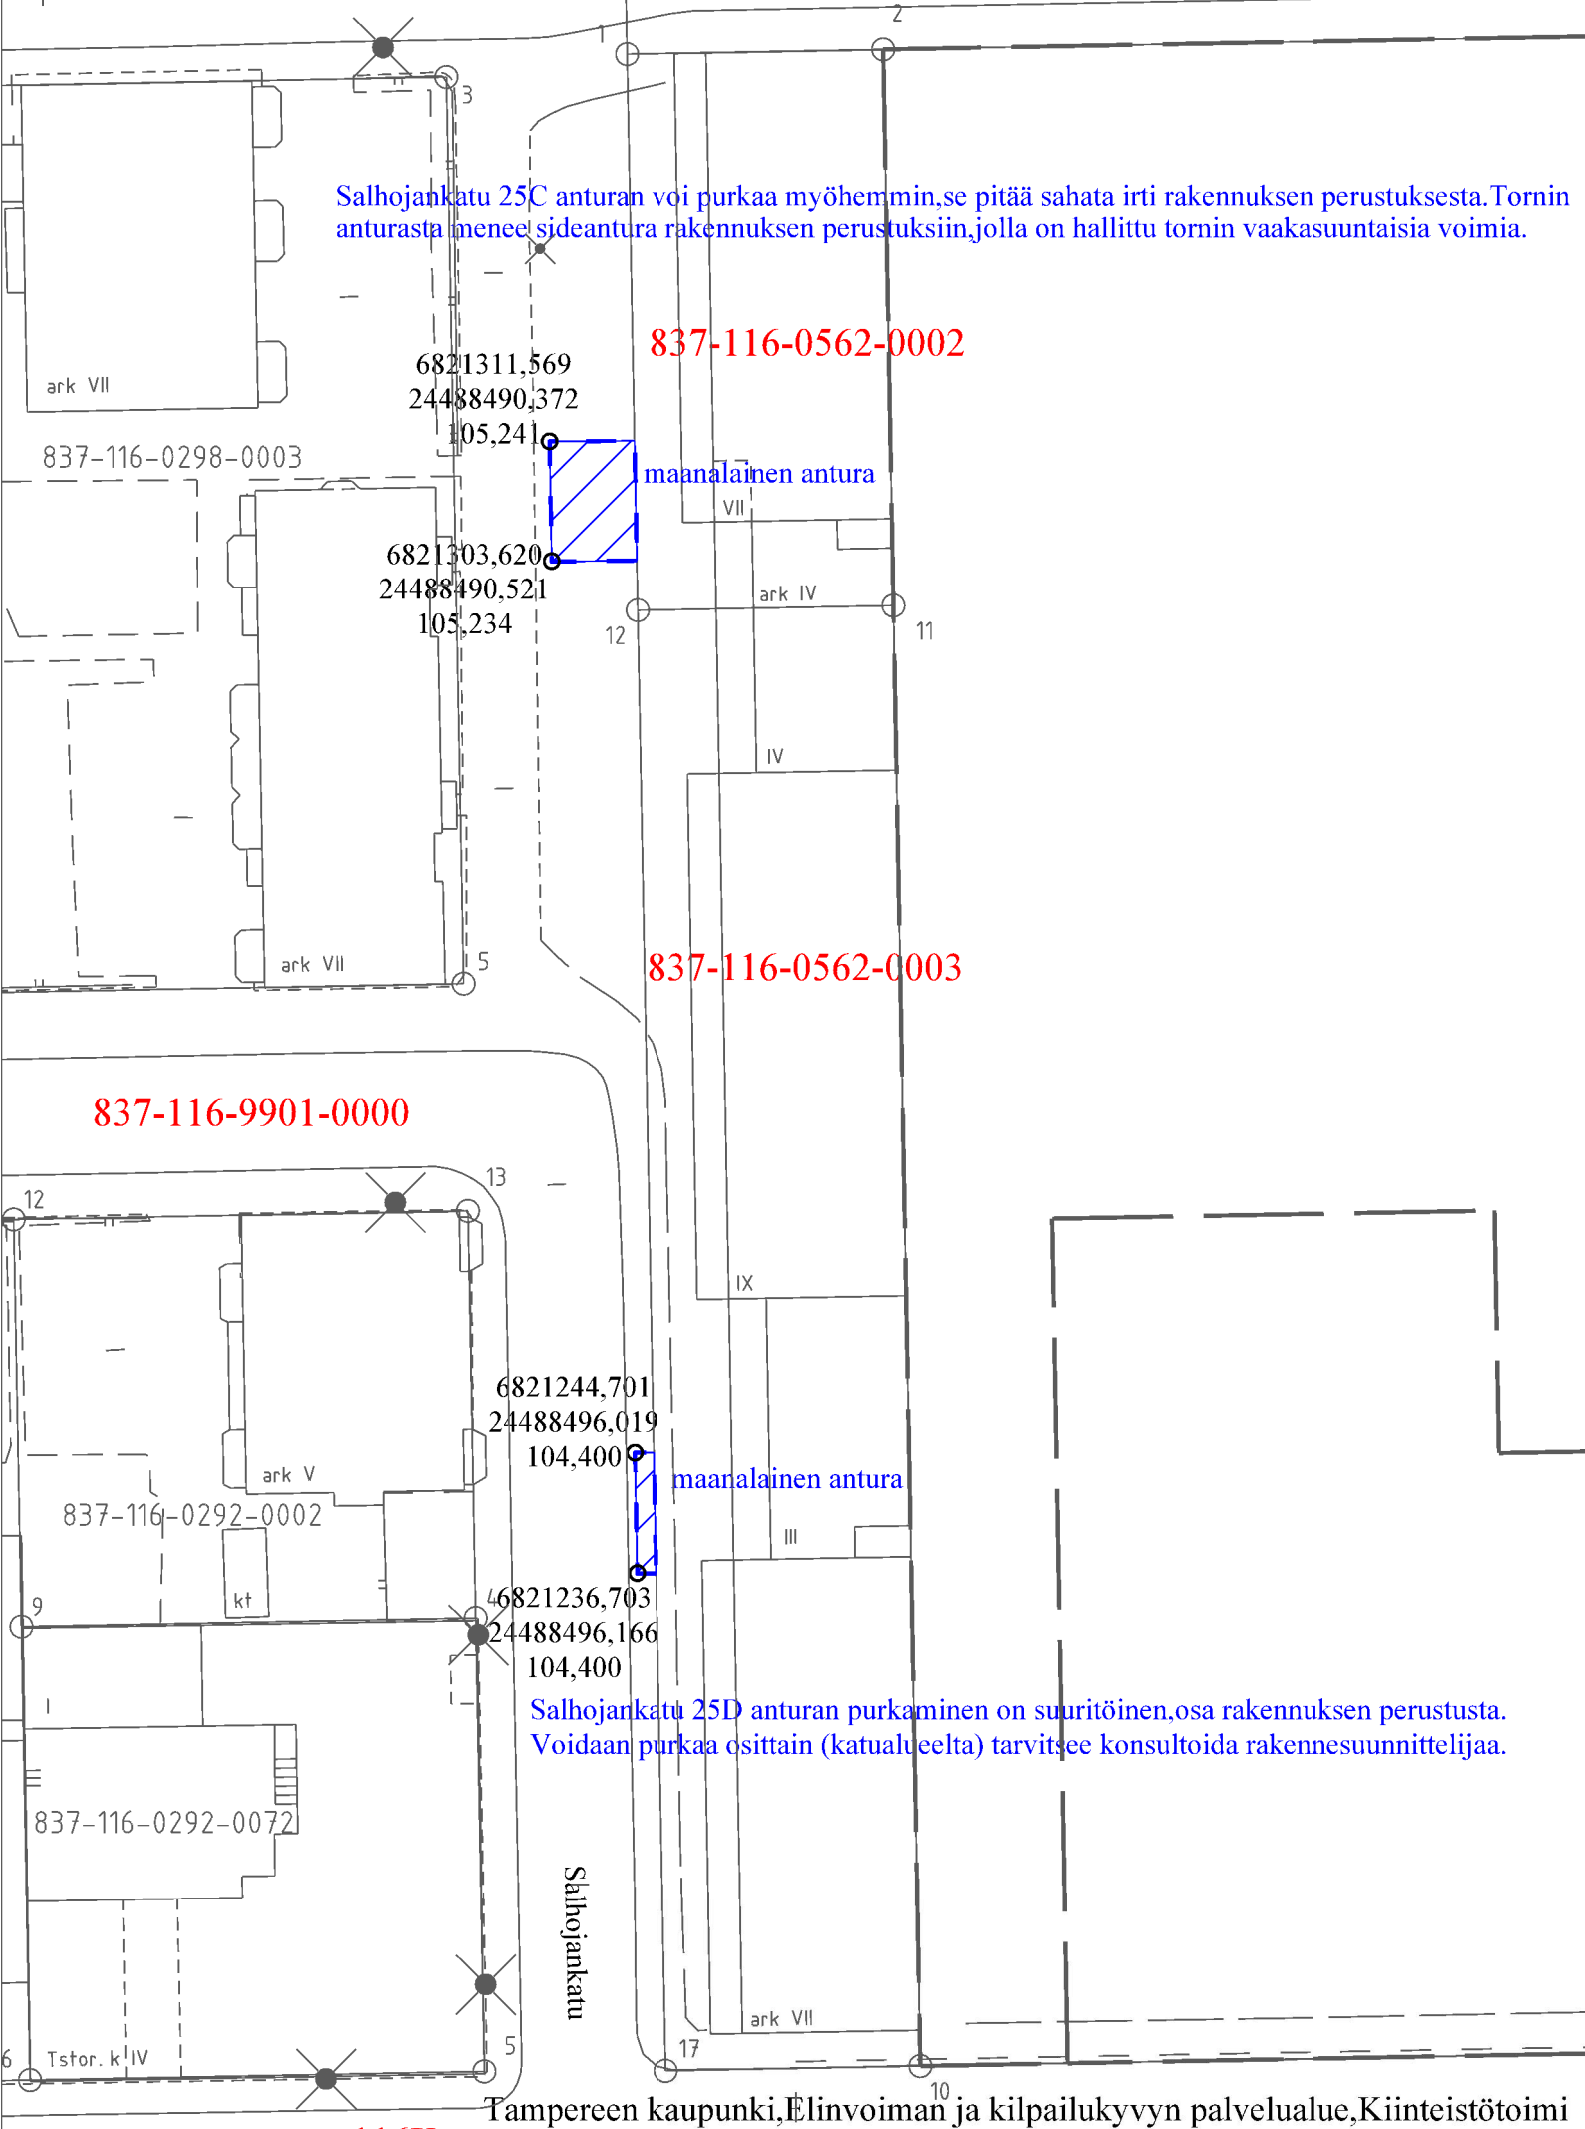 1
2
3
Salhojankatu 25C anturan voi purkaa myöhemmin,se pitää sahata irti rakennuksen perustuksesta.Tornin
anturasta menee sideantura rakennuksen perustuksiin,jolla on hallittu tornin vaakasuuntaisia voimia.
837-116-0562-0002
6821311,569
24488490,372
105,241
ark VII
837-116-0298-0003
maanalainen antura
VII
6821303,620
24488490,521
105,234
ark IV
12
11
IV
ark VII
5
837-116-0562-0003
837-116-9901-0000
12
13
IX
6821244,701
24488496,019
104,400
maanalainen antura
ark V
837-116-0292-0002
III
kt
9
4
6821236,703
24488496,166
104,400
I
Salhojankatu 25D anturan purkaminen on suuritöinen,osa rakennuksen perustusta.
Voidaan purkaa osittain (katualueelta) tarvitsee konsultoida rakennesuunnittelijaa.
837-116-0292-0072
Salhojankatu
ark VII
6
Tstor. k IV
5
17
10
Tampereen kaupunki,Elinvoiman ja kilpailukyvyn palvelualue,Kiinteistötoimi